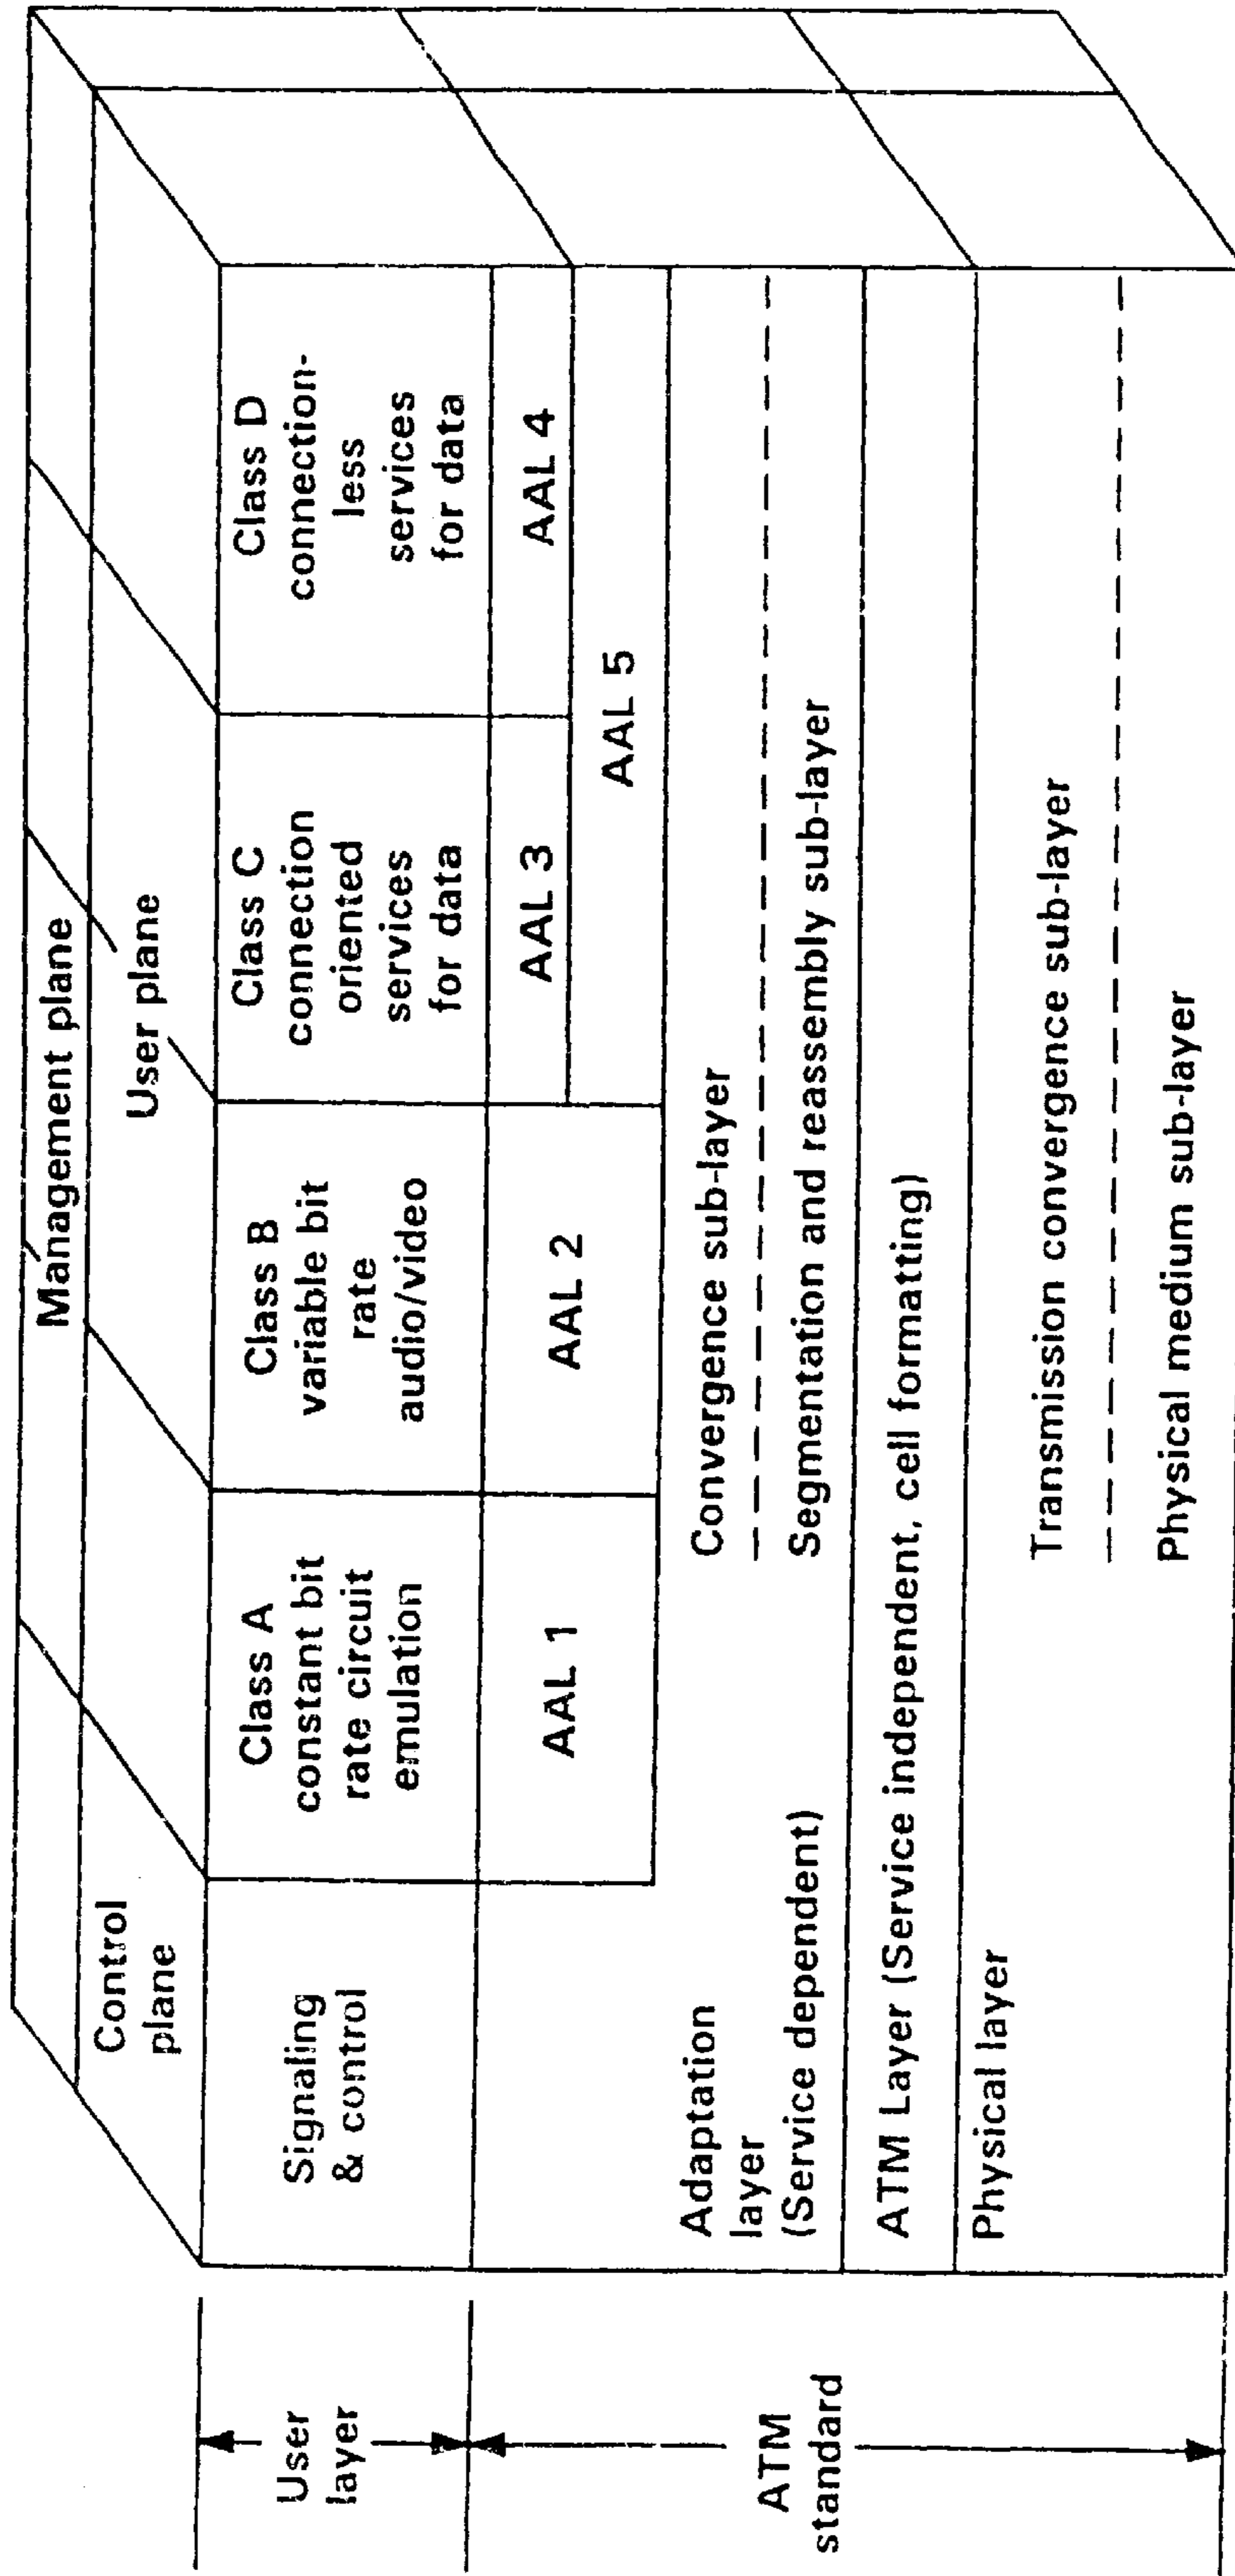 Management plane
User plane
Control
plane
User
layer
Signaling
& control
Class A
constant bit
rate circuit
emulation
Class B
variable bit
rate
audio/video
Class C
connection
oriented
services
for data
Class D
connection-
less
services
for data
ATM
standard
AAL 1
AAL 2
AAL 3
AAL 4
AAL 5
Adaptation
layer
(Service dependent)
Convergence sub-layer
Segmentation and reassembly sub-layer
ATM Layer (Service independent, cell formatting)
Physical layer
Transmission convergence sub-layer
Physical medium sub-layer